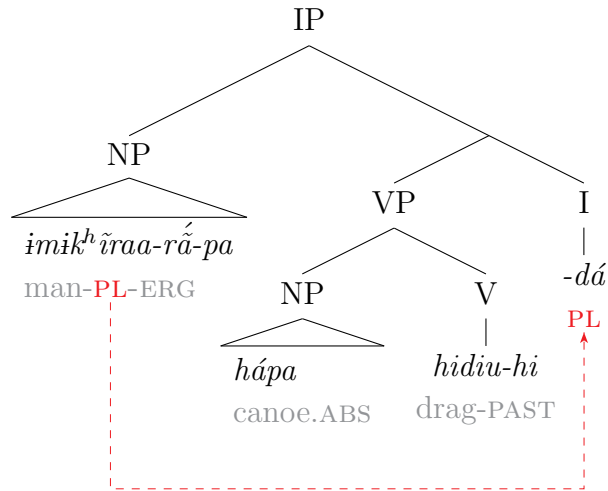 IP
NP
VP I
ɨmɨkʰĩraa-rã́-pa
man-PL-ERG
NP V
-dá
PL
hápa hidiu-hi
canoe.ABS drag-PAST